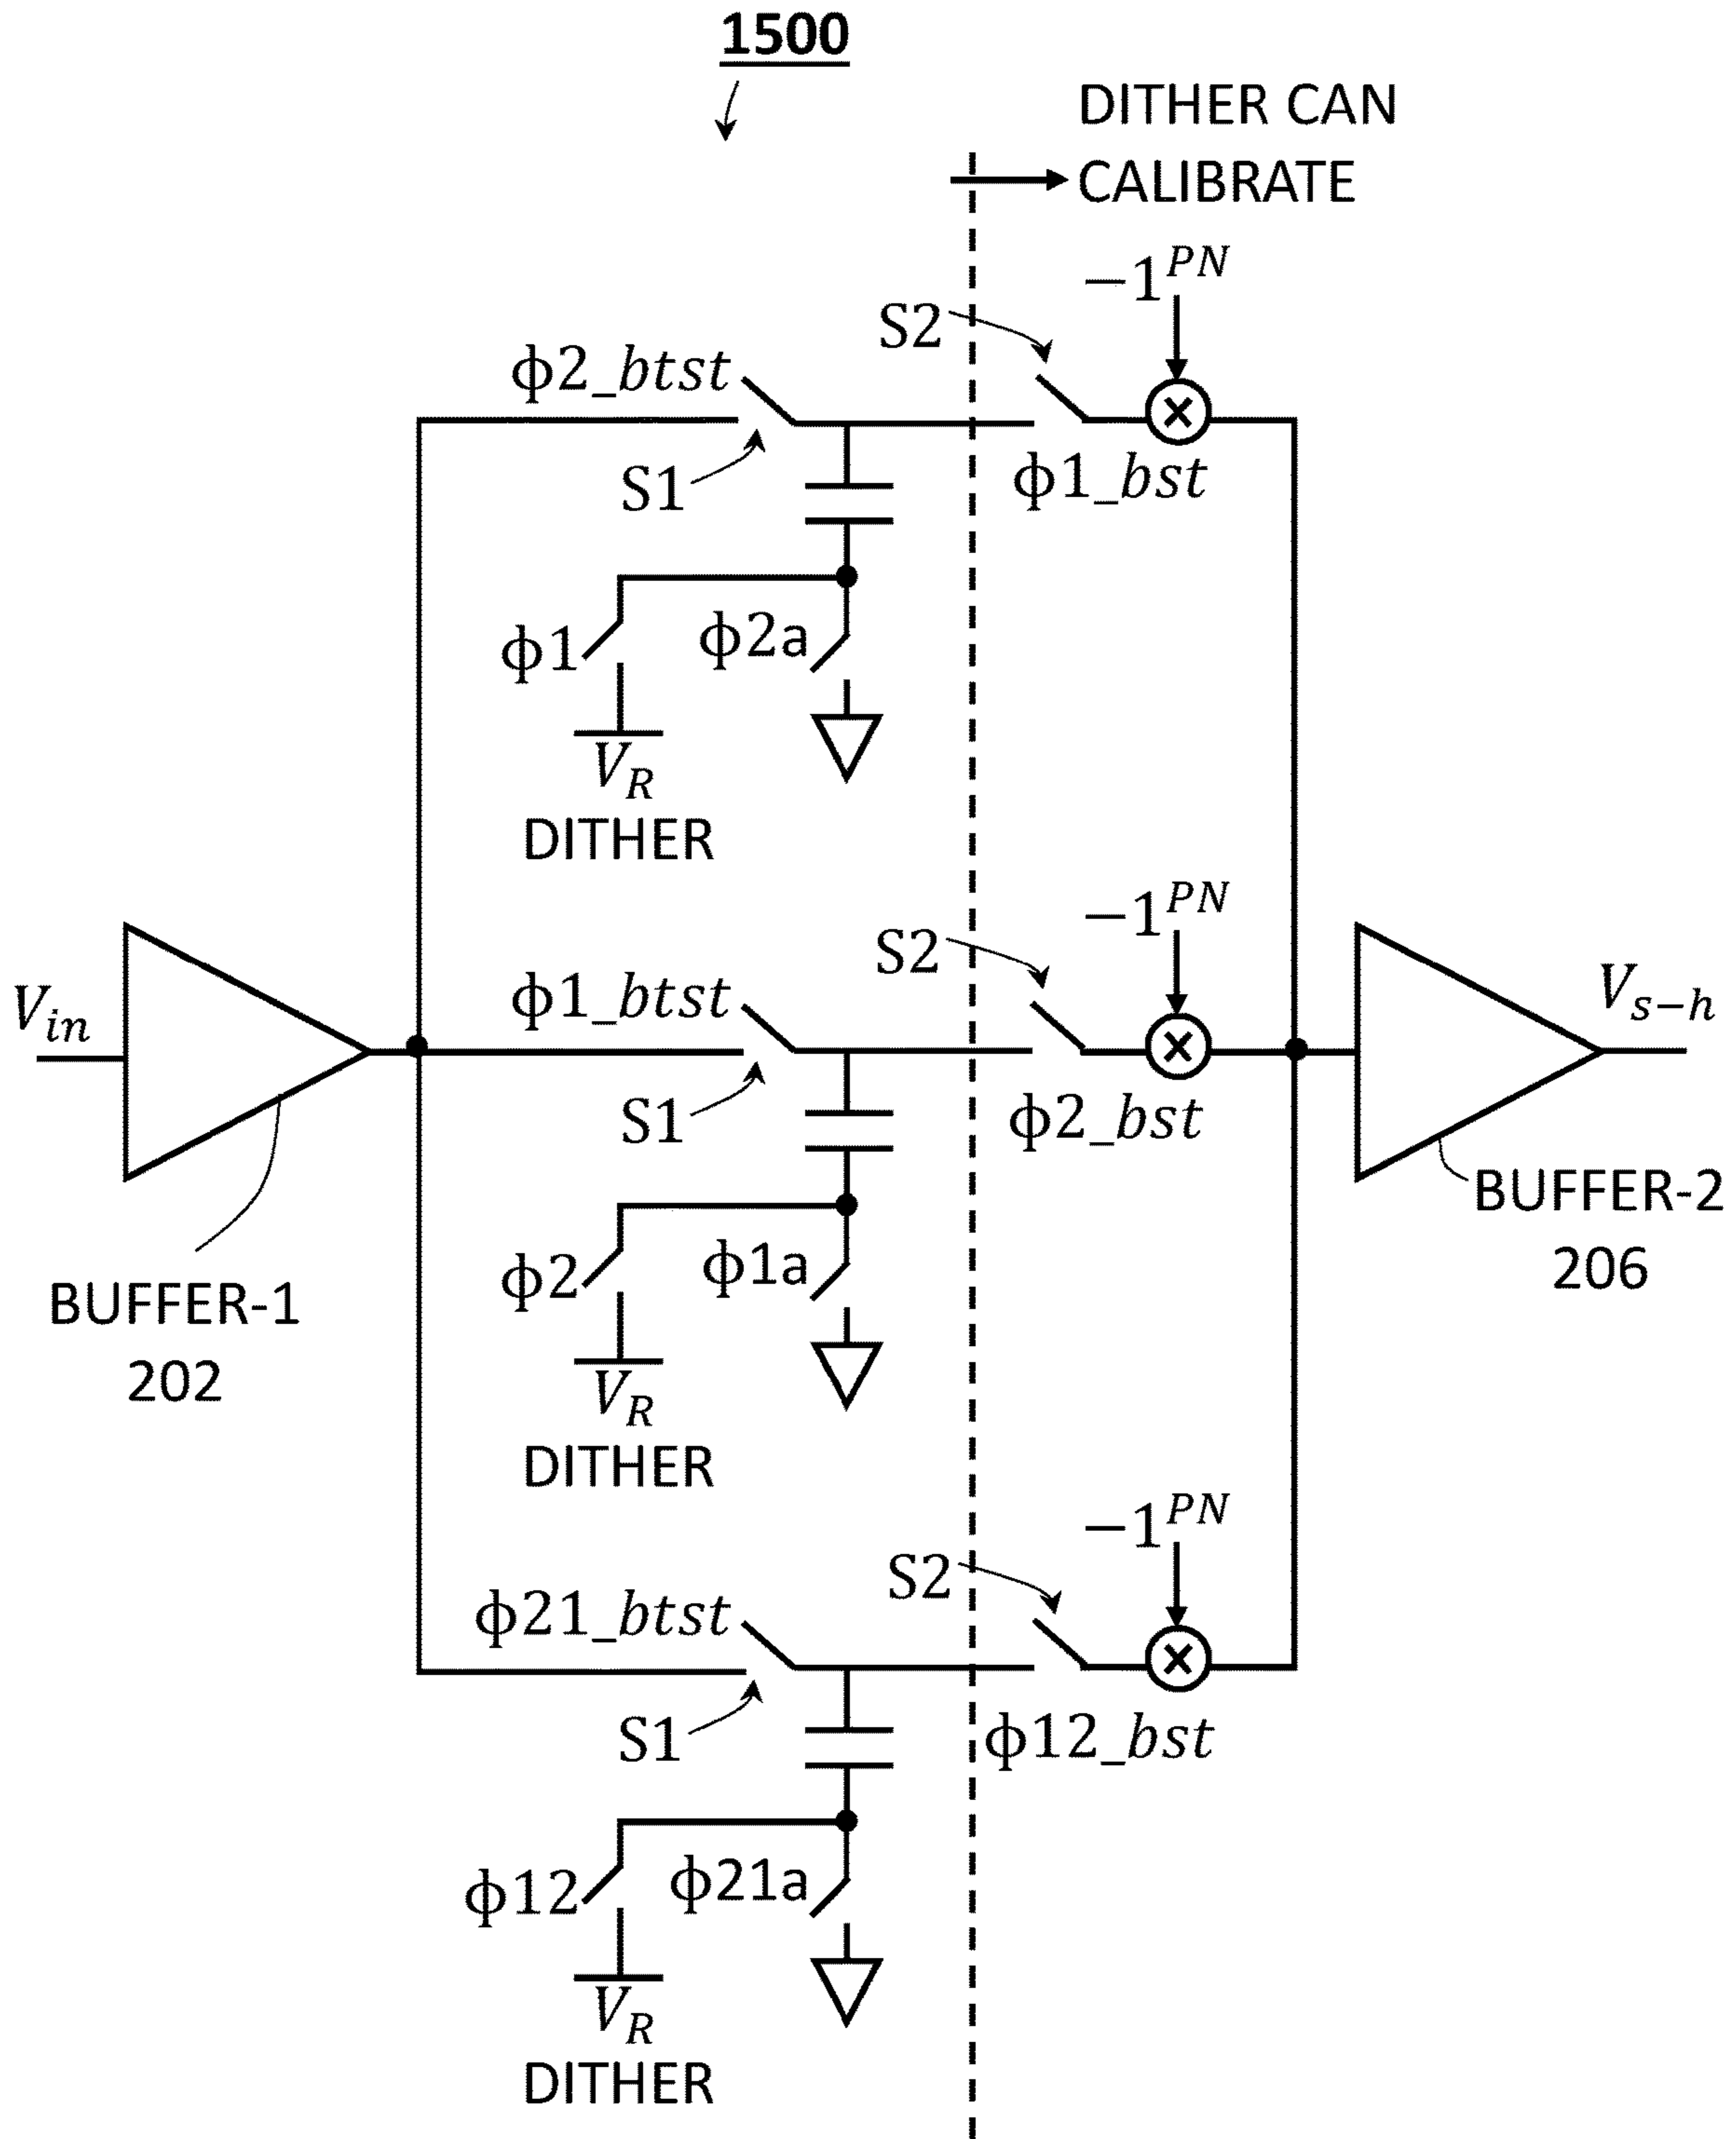 1500
DITHER CAN
CALIBRATE
−1^PN
S2
ϕ2_btst
S1
ϕ1_bst
ϕ1
ϕ2a
V_R
DITHER
−1^PN
S2
V_in
ϕ1_btst
V_s−h
S1
ϕ2_bst
BUFFER-2
206
ϕ2
ϕ1a
BUFFER-1
202
V_R
DITHER
−1^PN
S2
ϕ21_btst
S1
ϕ12_bst
ϕ12
ϕ21a
V_R
DITHER